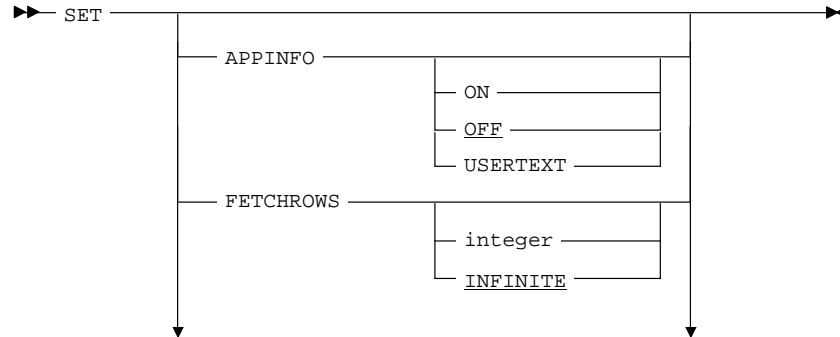 SET
APPINFO
ON
OFF
USERTEXT
FETCHROWS
integer
INFINITE